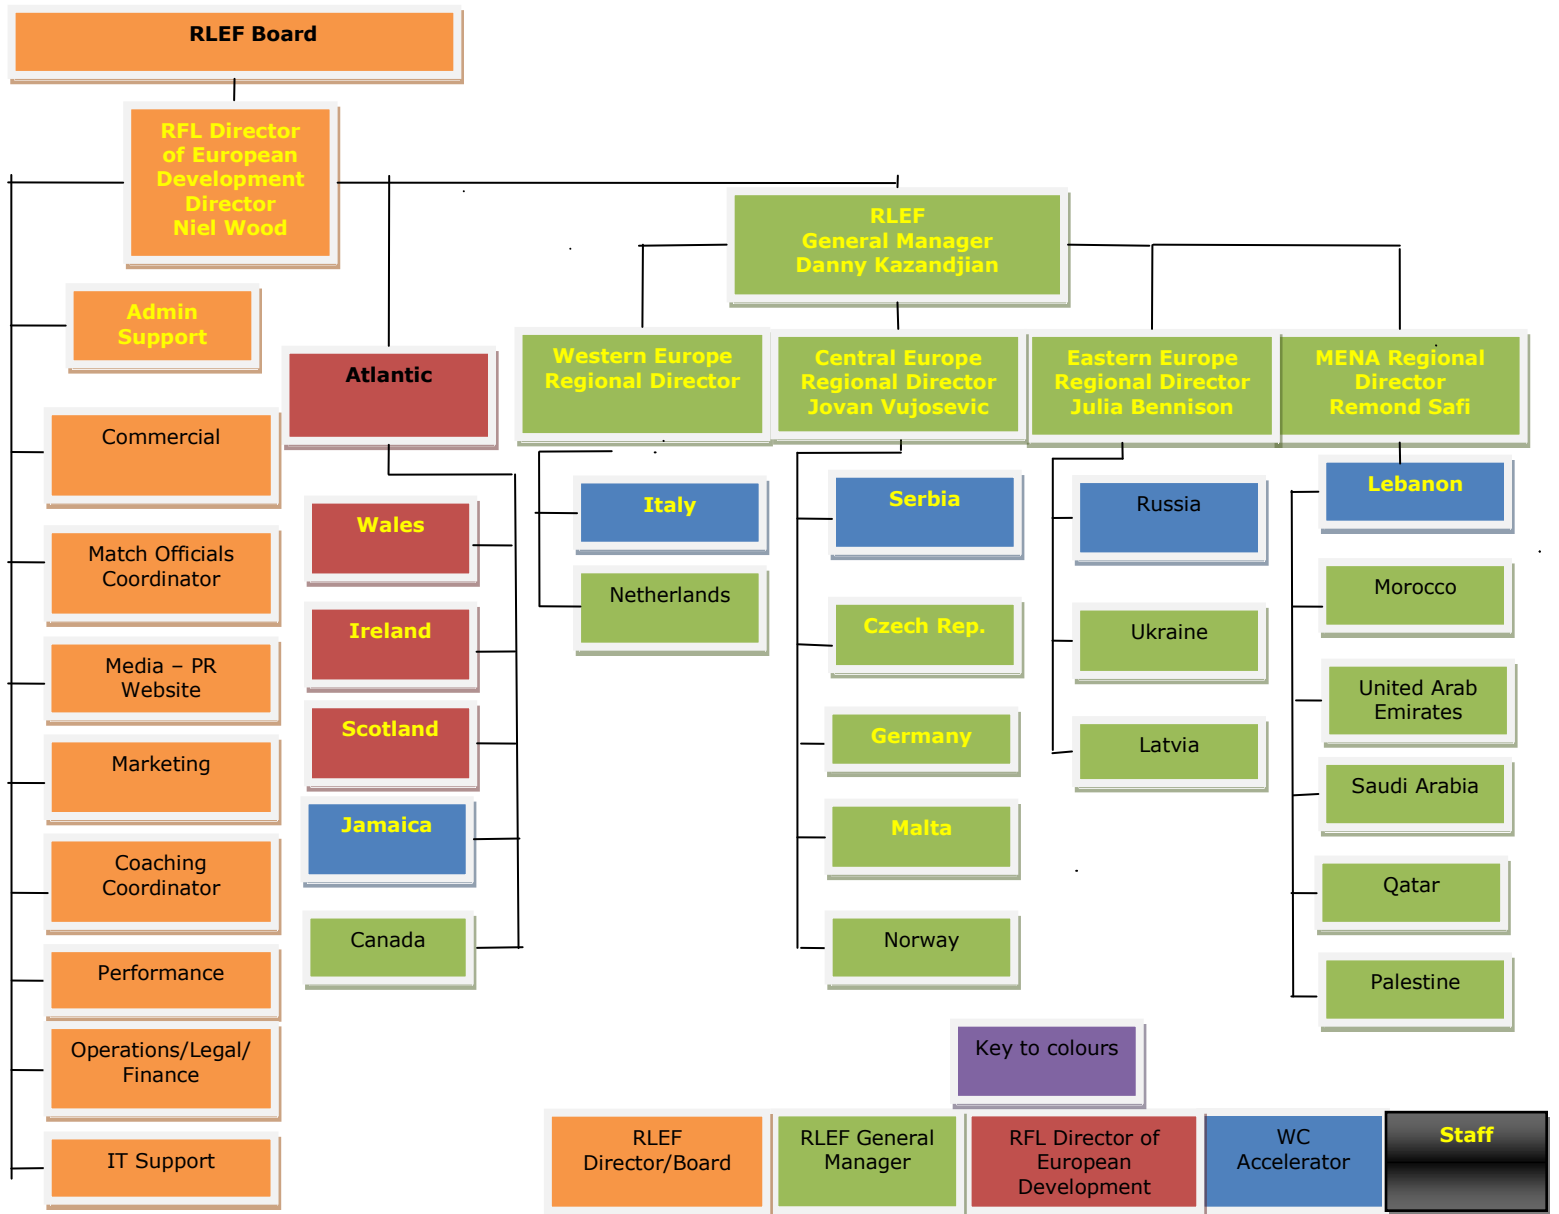 RLEF Board
RFL Director
of European
Development
Director
Niel Wood
RLEF
General Manager
Danny Kazandjian
Admin
Support
Atlantic
Western Europe
Regional Director
Central Europe
Regional Director
Jovan Vujosevic
Eastern Europe
Regional Director
Julia Bennison
MENA Regional
Director
Remond Safi
Commercial
Match Officials
Coordinator
Media – PR
Website
Marketing
Coaching
Coordinator
Performance
Operations/Legal/
Finance
IT Support
Wales
Ireland
Scotland
Jamaica
Canada
Italy
Netherlands
Serbia
Czech Rep.
Germany
Malta
Norway
Russia
Ukraine
Latvia
Lebanon
Morocco
United Arab
Emirates
Saudi Arabia
Qatar
Palestine
Key to colours
RLEF
Director/Board
RLEF General
Manager
RFL Director of
European
Development
WC
Accelerator
Staff